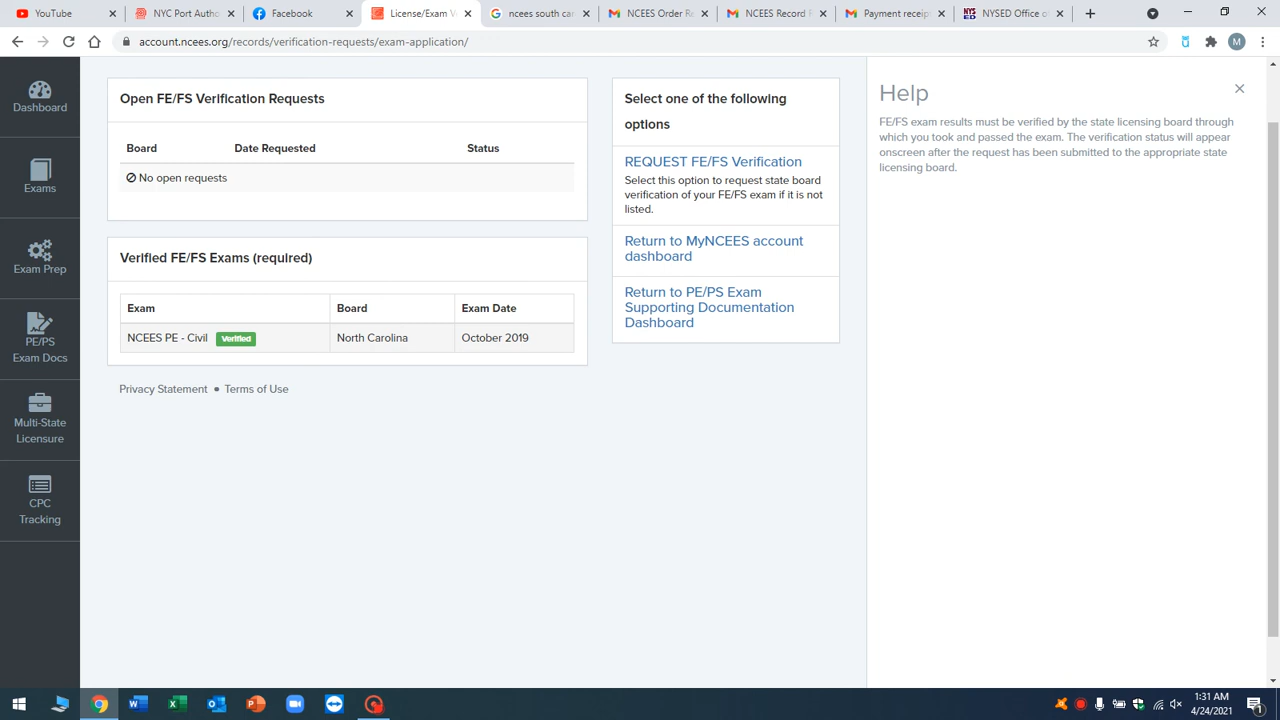 YouTube
NYC Port Autho
Facebook
License/Exam V
ncees south car
NCEES Order Re
NCEES Record R
Payment receip
NYSED Office o
account.ncees.org/records/verification-requests/exam-application/
M
Dashboard
Exams
Exam Prep
PE/PS
Exam Docs
Multi-State
Licensure
CPC
Tracking
Open FE/FS Verification Requests
Board Date Requested Status
No open requests
Verified FE/FS Exams (required)
Exam Board Exam Date
NCEES PE - Civil Verified North Carolina October 2019
Privacy Statement • Terms of Use
Select one of the following
options
REQUEST FE/FS Verification
Select this option to request state board
verification of your FE/FS exam if it is not
listed.
Return to MyNCEES account
dashboard
Return to PE/PS Exam
Supporting Documentation
Dashboard
Help
FE/FS exam results must be verified by the state licensing board through
which you took and passed the exam. The verification status will appear
onscreen after the request has been submitted to the appropriate state
licensing board.
1:31 AM
4/24/2021